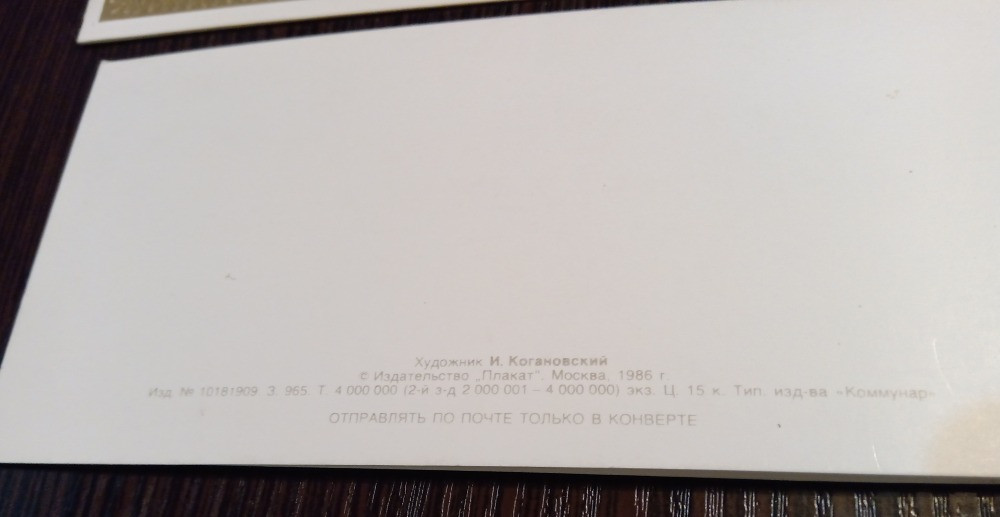 Художник И. Когановский
© Издательство „Плакат". Москва. 1986 г.
Изд. № 10181909. З. 965. Т. 4 000 000 (2-й з-д 2 000 001 – 4 000 000) экз. Ц. 15 к. Тип. изд-ва «Коммунар»
ОТПРАВЛЯТЬ ПО ПОЧТЕ ТОЛЬКО В КОНВЕРТЕ